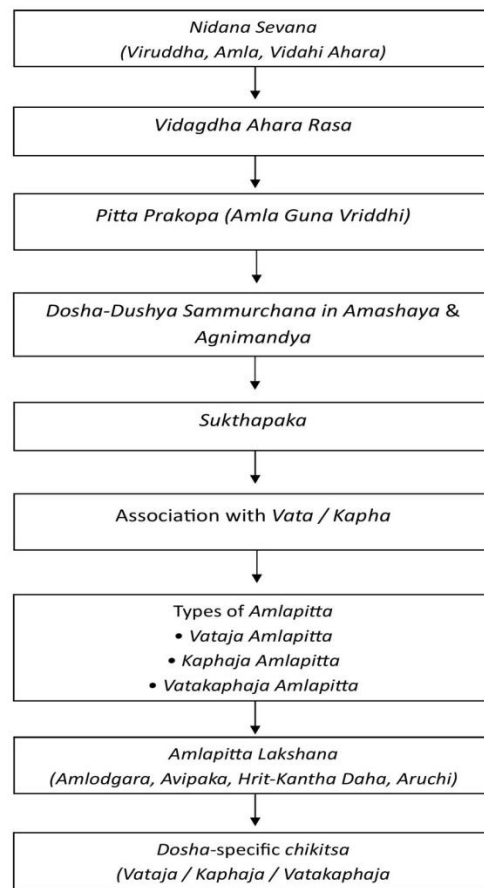 Nidana Sevana
(Viruddha, Amla, Vidahi Ahara)
Vidagdha Ahara Rasa
Pitta Prakopa (Amla Guna Vriddhi)
Dosha-Dushya Sammurchana in Amashaya &
Agnimandya
Sukthapaka
Association with Vata / Kapha
Types of Amlapitta
• Vataja Amlapitta
• Kaphaja Amlapitta
• Vatakaphaja Amlapitta
Amlapitta Lakshana
(Amlodgara, Avipaka, Hrit-Kantha Daha, Aruchi)
Dosha-specific chikitsa
(Vataja / Kaphaja / Vatakaphaja